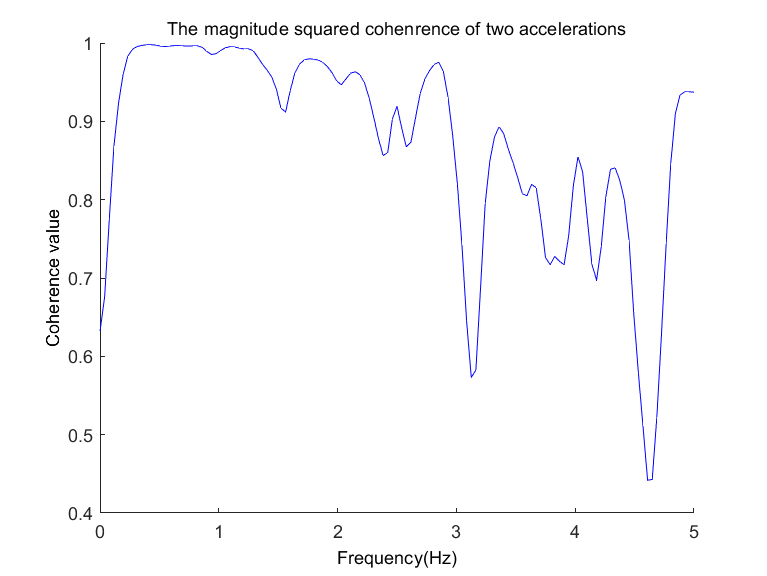 The magnitude squared cohenrence of two accelerations
1
0.9
0.8
0.7
0.6
0.5
0.4
Coherence value
0 1 2 3 4 5
Frequency(Hz)